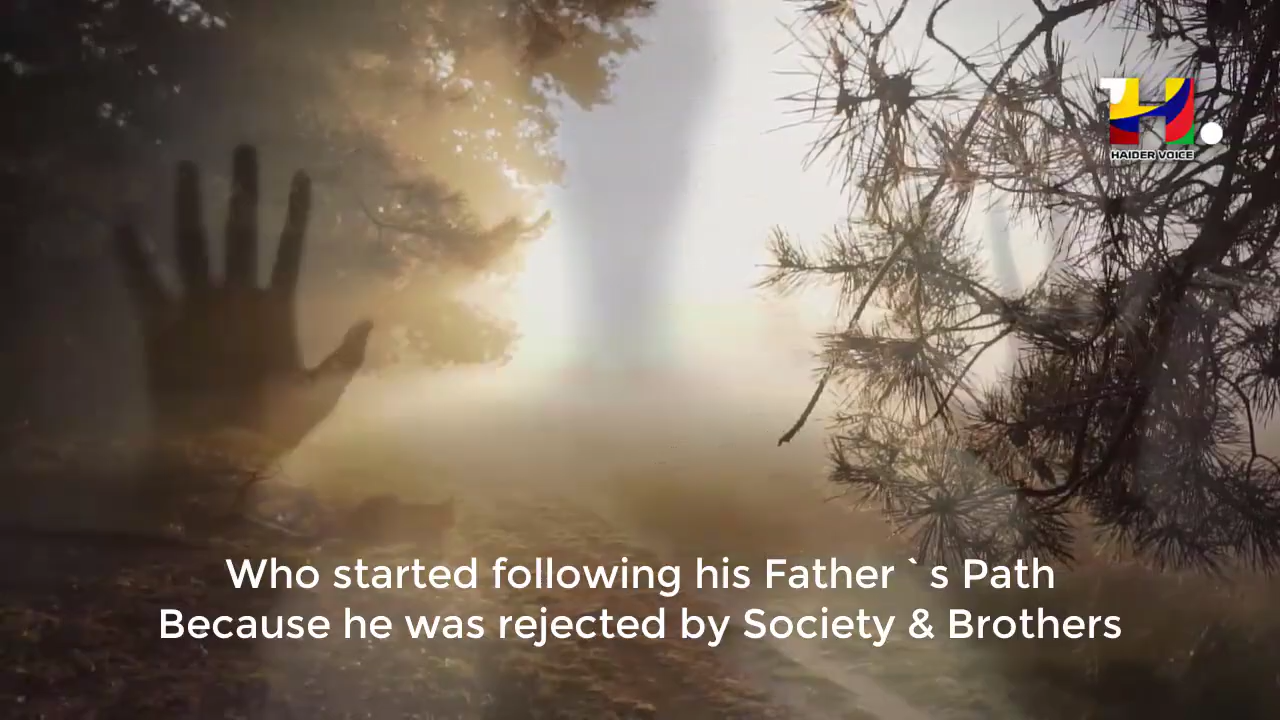 H.
HAIDER VOICE
Who started following his Father`s Path
Because he was rejected by Society & Brothers